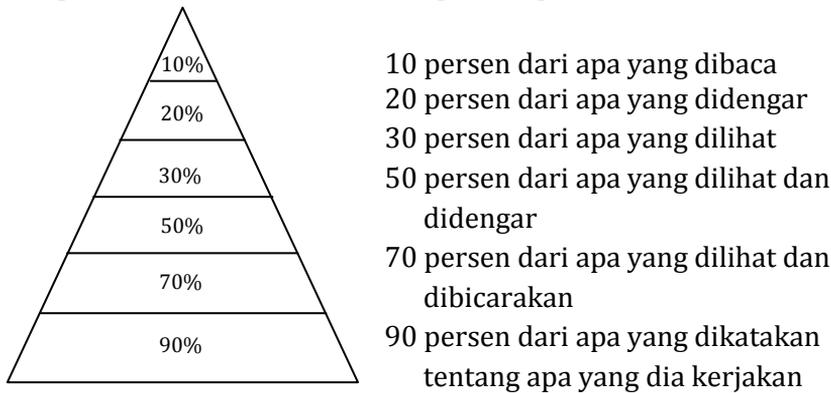 10%
20%
30%
50%
70%
90%
10 persen dari apa yang dibaca
20 persen dari apa yang didengar
30 persen dari apa yang dilihat
50 persen dari apa yang dilihat dan
didengar
70 persen dari apa yang dilihat dan
dibicarakan
90 persen dari apa yang dikatakan
tentang apa yang dia kerjakan